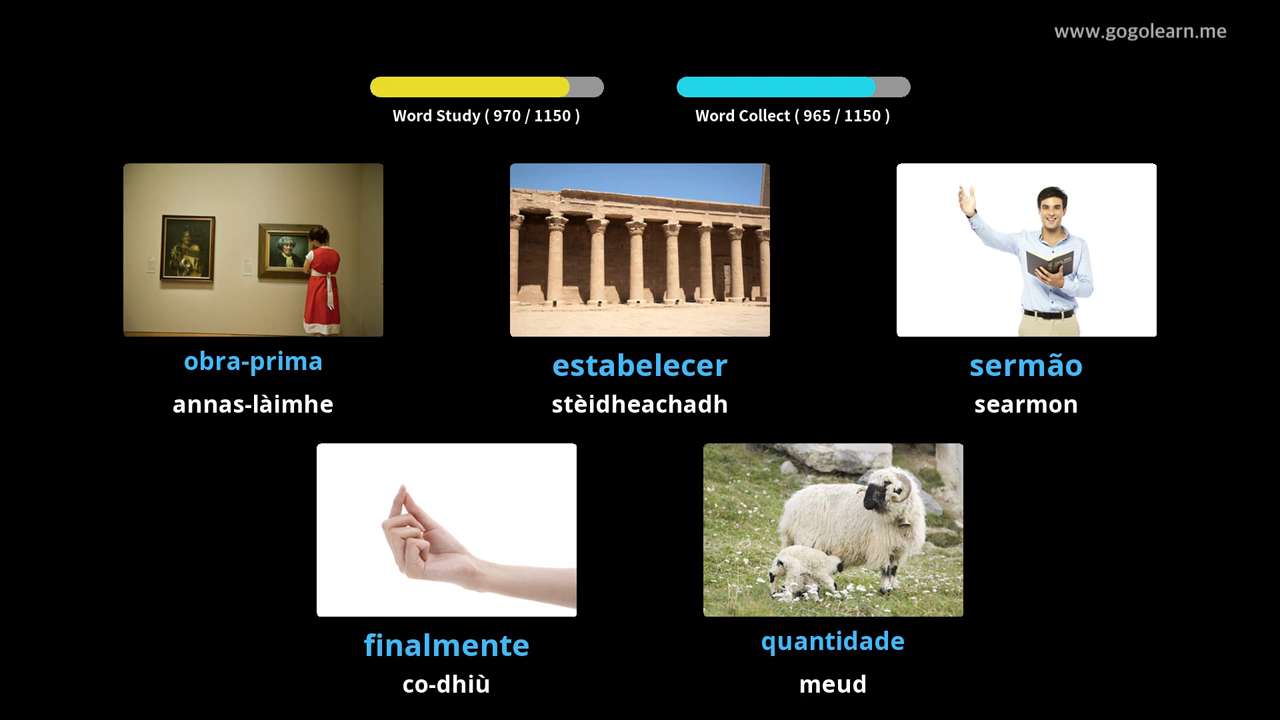 www.gogolearn.me
Word Study ( 970 / 1150 )
Word Collect ( 965 / 1150 )
obra-prima
annas-làimhe
estabelecer
stèidheachadh
sermão
searmon
finalmente
co-dhiù
quantidade
meud